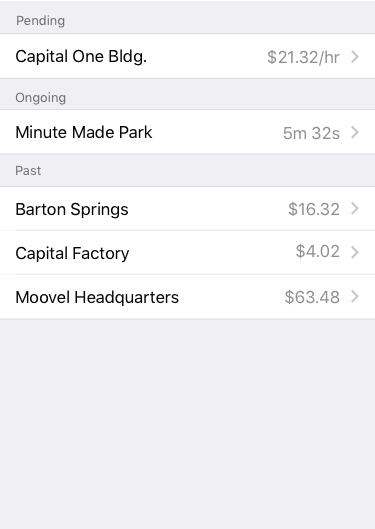 Pending
Capital One Bldg. $21.32/hr
Ongoing
Minute Made Park 5m 32s
Past
Barton Springs $16.32
Capital Factory $4.02
Moovel Headquarters $63.48